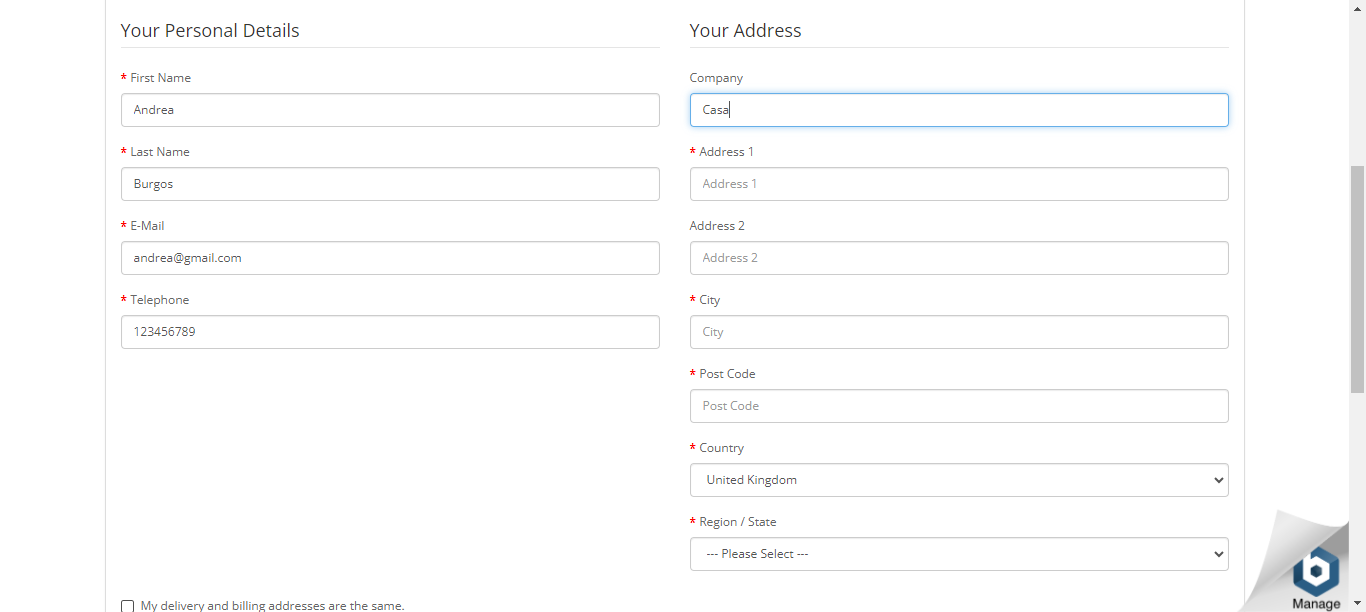 Your Personal Details
* First Name
Andrea
* Last Name
Burgos
* E-Mail
andrea@gmail.com
* Telephone
123456789
Your Address
Company
Casa
* Address 1
Address 1
Address 2
Address 2
* City
City
* Post Code
Post Code
* Country
United Kingdom
* Region / State
--- Please Select ---
My delivery and billing addresses are the same.
b
Manage